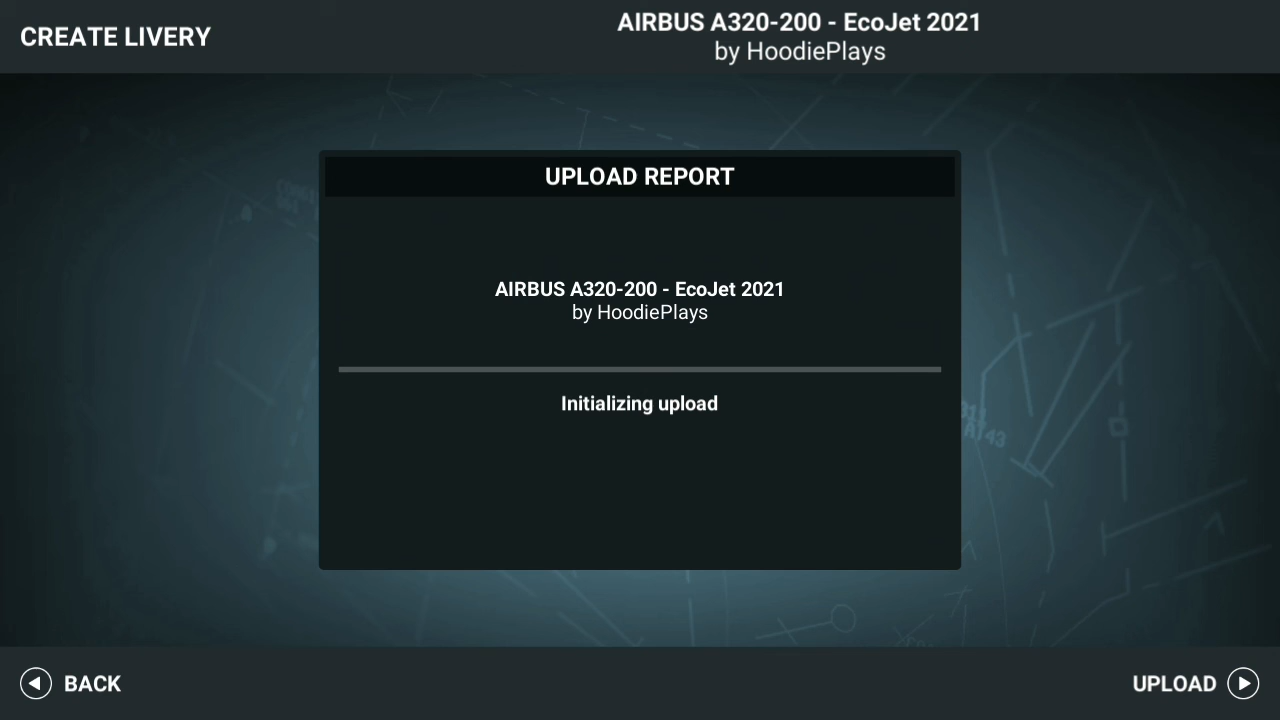 CREATE LIVERY
AIRBUS A320-200 - EcoJet 2021
by HoodiePlays
UPLOAD REPORT
AIRBUS A320-200 - EcoJet 2021
by HoodiePlays
Initializing upload
BACK
UPLOAD